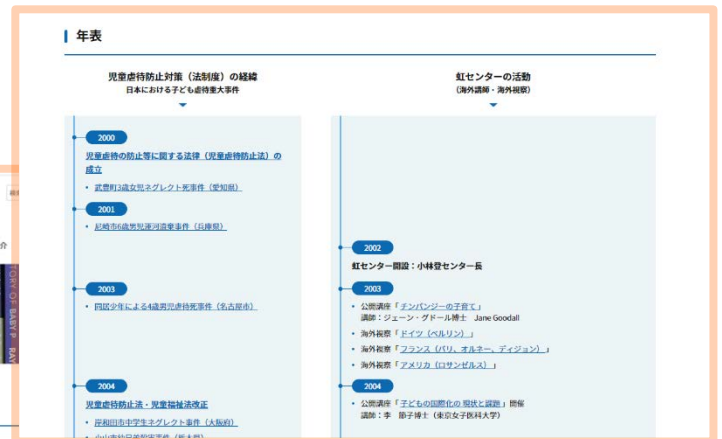 年表
児童虐待防止対策（法制度）の経緯
日本における子ども虐待重大事件
2000
児童虐待の防止等に関する法律（児童虐待防止法）の
成立
・武豊町3歳女児ネグレクト死事件（愛知県）
2001
・尼崎市6歳男児運河遺棄事件（兵庫県）
2003
・同居少年による4歳男児虐待死事件（名古屋市）
2004
児童虐待防止法・児童福祉法改正
・岸和田市中学生ネグレクト事件（大阪府）
虹センターの活動
（海外講師・海外視察）
2002
虹センター開設：小林登センター長
2003
・公開講座「チンパンジーの子育て」
講師：ジェーン・グドール博士　Jane Goodall
・海外視察「ドイツ（ベルリン）」
・海外視察「フランス（パリ、オルネー、ディジョン）」
・海外視察「アメリカ（ロサンゼルス）」
2004
・公開講座「子どもの国際化の 現状と課題」開催
講師：李　節子博士（東京女子医科大学）
介
TORY OF BABY P
RAY